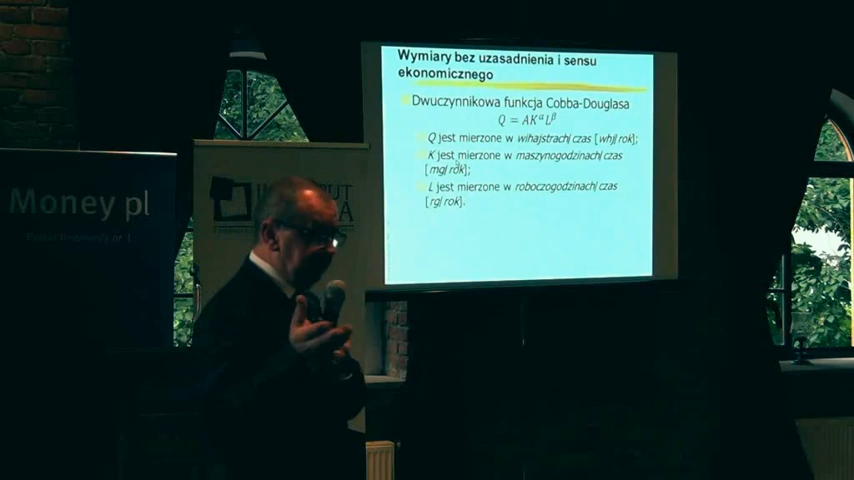 Wymiary bez uzasadnienia i sensu
ekonomicznego
Dwuczynnikowa funkcja Cobba-Douglasa
Q = AK^α L^β
Q jest mierzone w wihajstrach/czas [whj/rok];
K jest mierzone w maszynogodzinach/czas
[mg/rok];
L jest mierzone w roboczogodzinach/czas
[rg/rok].
Money pl